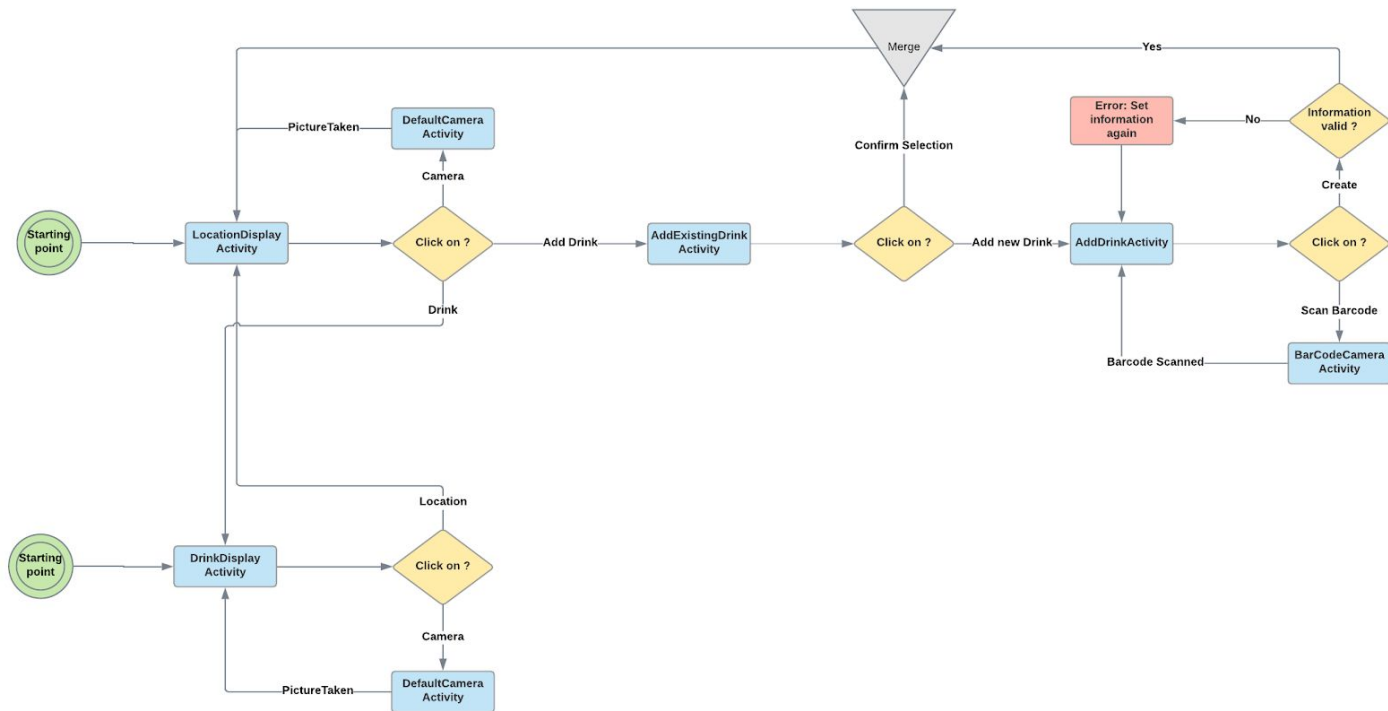 Merge
Yes
DefaultCamera
Activity
PictureTaken
Error: Set
information
again
No
Information
valid ?
Camera
Confirm Selection
Create
Starting
point
LocationDisplay
Activity
Click on ?
Add Drink
AddExistingDrink
Activity
Click on ?
Add new Drink
AddDrinkActivity
Click on ?
Drink
Scan Barcode
Barcode Scanned
BarCodeCamera
Activity
Location
Starting
point
DrinkDisplay
Activity
Click on ?
Camera
PictureTaken
DefaultCamera
Activity